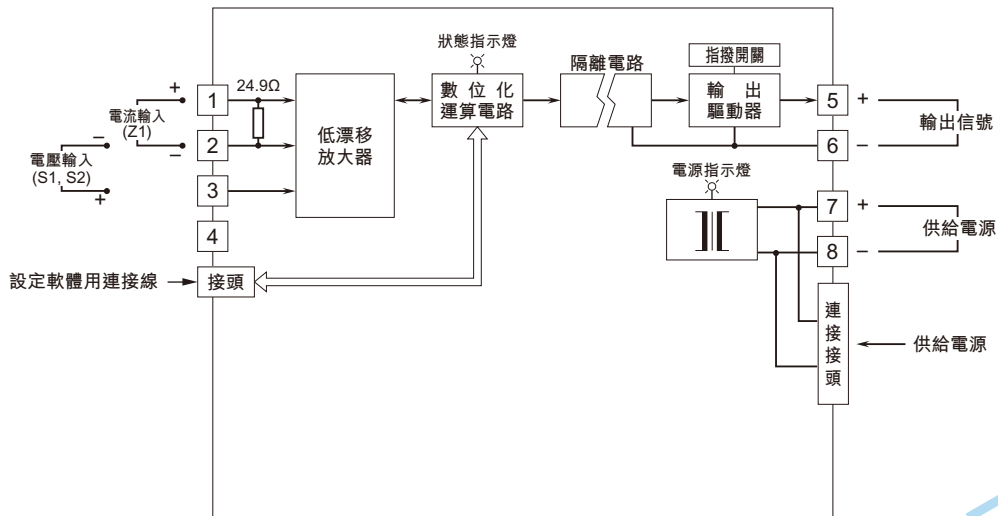 狀態指示燈
隔離電路
指撥開關
24.9Ω
+
電流輸入
(Z1)
−
−
電壓輸入
(S1, S2)
+
1
2
3
4
低漂移
放大器
數位化
運算電路
輸出
驅動器
5
+
輸出信號
6
−
電源指示燈
7
+
供給電源
8
−
設定軟體用連接線
接頭
連接接頭
供給電源